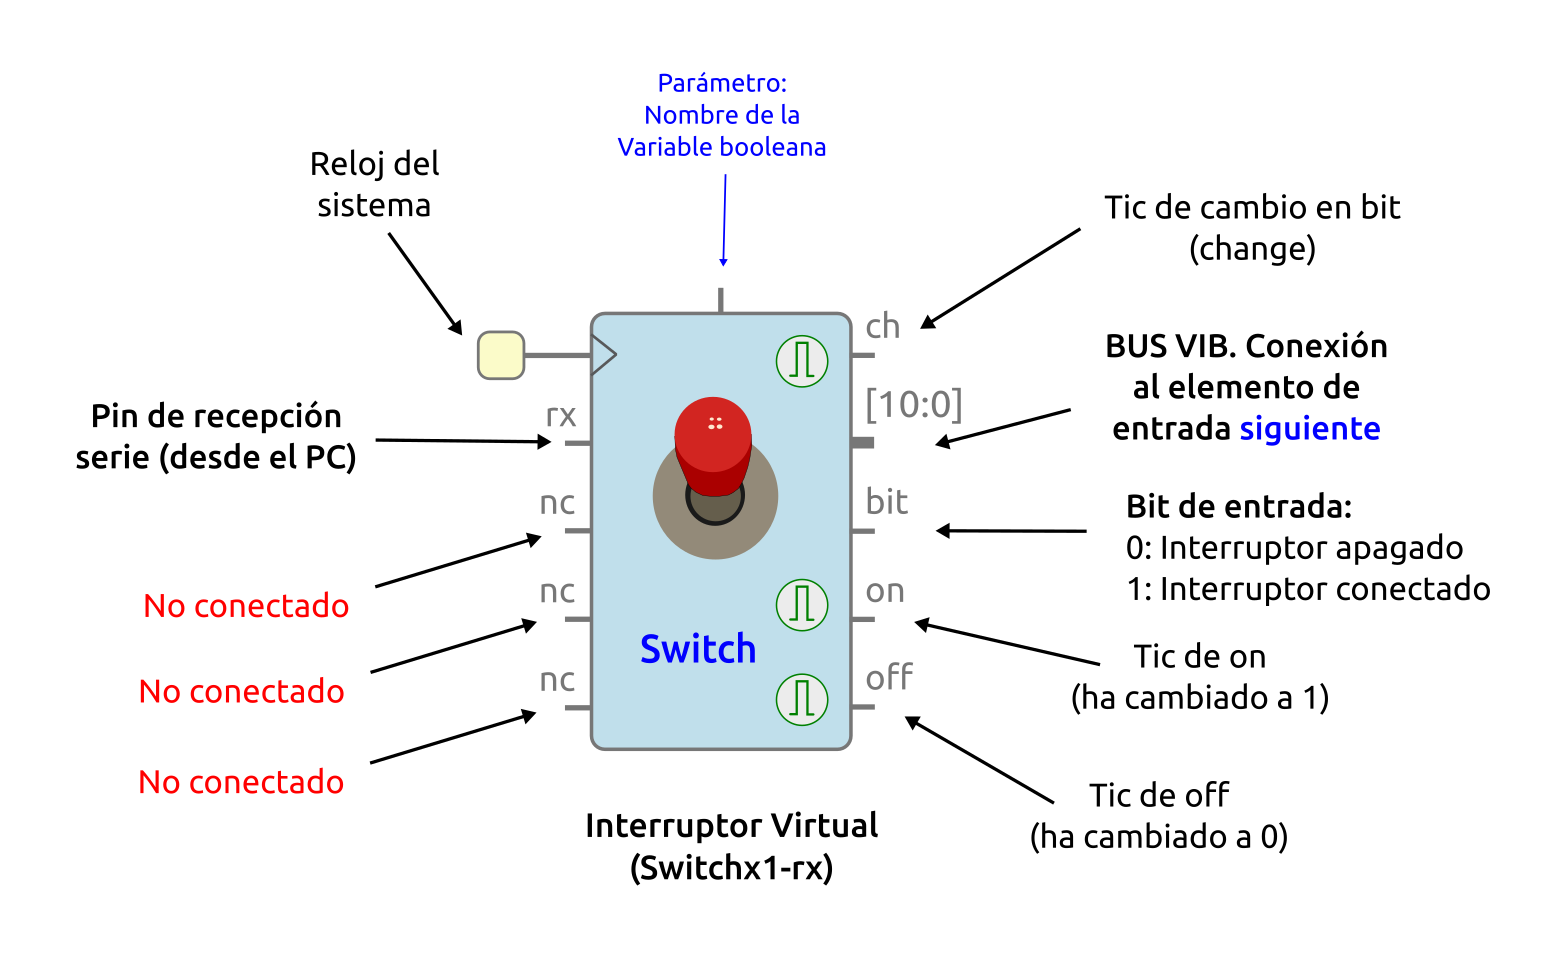 Parámetro:
Nombre de la
Variable booleana
Reloj del
sistema
Tic de cambio en bit
(change)
ch
BUS VIB. Conexión
al elemento de
entrada siguiente
[10:0]
Pin de recepción
serie (desde el PC)
rx
nc
bit
Bit de entrada:
0: Interruptor apagado
1: Interruptor conectado
No conectado
nc
on
Switch
Tic de on
(ha cambiado a 1)
No conectado
nc
off
No conectado
Tic de off
(ha cambiado a 0)
Interruptor Virtual
(Switchx1-rx)